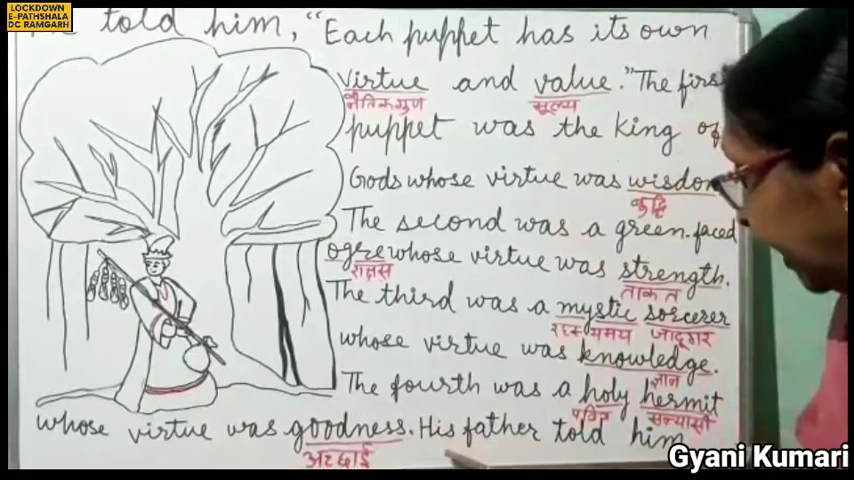 LOCKDOWN
E-PATHSHALA
DC RAMGARH
told him, "Each puppet has its own
virtue and value." The first
नैतिक गुण मूल्य
puppet was the King of
Gods whose virtue was wisdom
बुद्धि
The second was a green-faced
ogere whose virtue was strength.
राक्षस ताकत
The third was a mystic sorcerer
रहस्यमय जादूगर
whose virtue was knowledge.
ज्ञान
The fourth was a holy hermit
पवित्र सन्यासी
whose virtue was goodness. His father told him
अच्छाई
Gyani Kumari